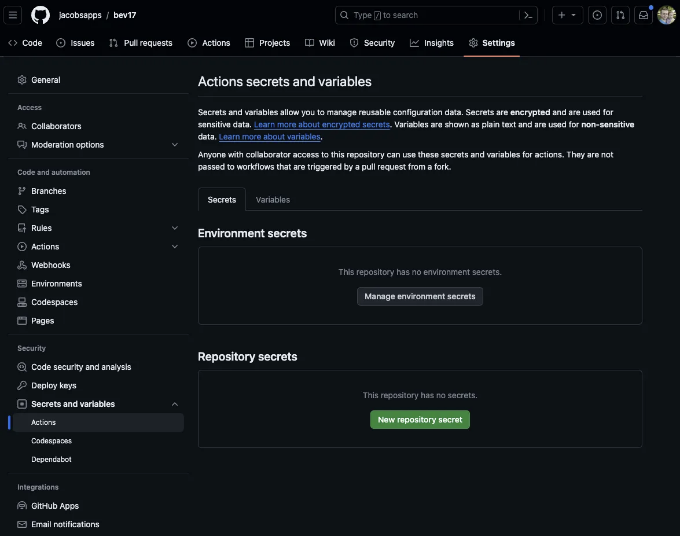 jacobsapps / bev17
Type / to search
Code
Issues
Pull requests
Actions
Projects
Wiki
Security
Insights
Settings
General
Access
Collaborators
Moderation options
Code and automation
Branches
Tags
Rules
Actions
Webhooks
Environments
Codespaces
Pages
Security
Code security and analysis
Deploy keys
Secrets and variables
Actions
Codespaces
Dependabot
Integrations
GitHub Apps
Email notifications
Actions secrets and variables
Secrets and variables allow you to manage reusable configuration data. Secrets are encrypted and are used for
sensitive data. Learn more about encrypted secrets. Variables are shown as plain text and are used for non-sensitive
data. Learn more about variables.
Anyone with collaborator access to this repository can use these secrets and variables for actions. They are not
passed to workflows that are triggered by a pull request from a fork.
Secrets
Variables
Environment secrets
This repository has no environment secrets.
Manage environment secrets
Repository secrets
This repository has no secrets.
New repository secret